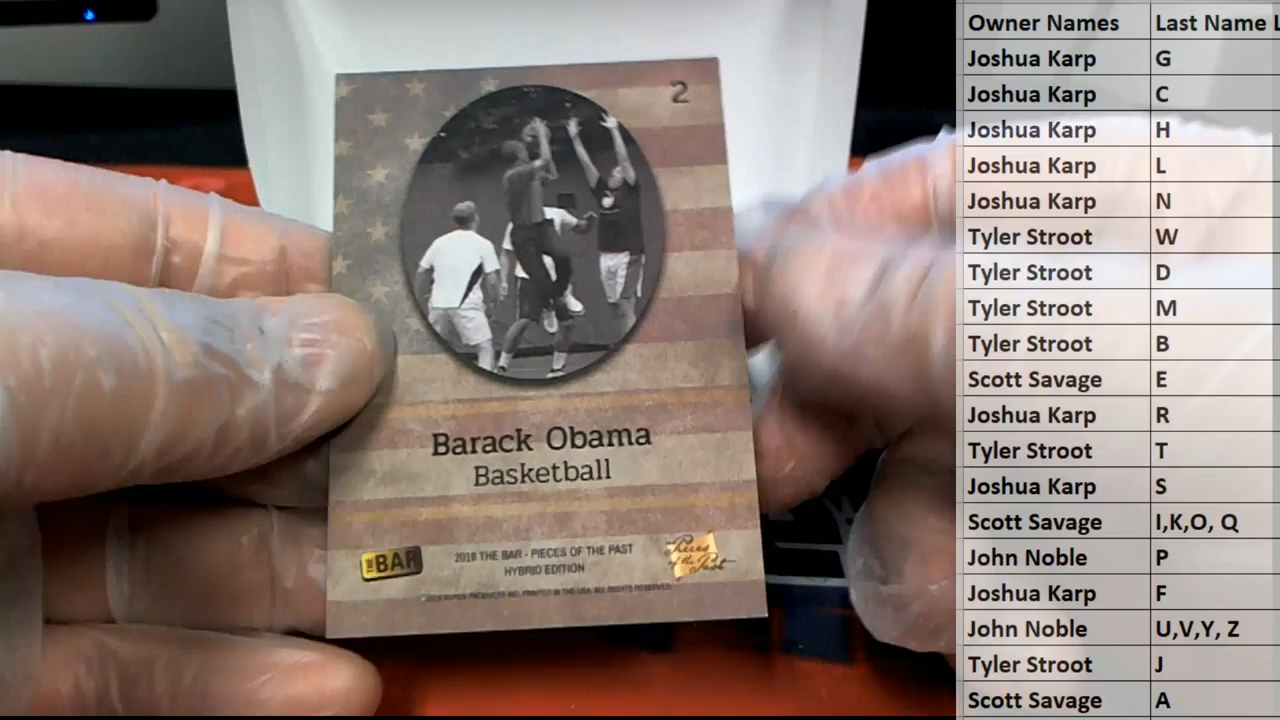 2
Barack Obama
Basketball
THE BAR
2018 THE BAR - PIECES OF THE PAST
HYBRID EDITION
Pieces
of the Past
Owner Names Last Name L
Joshua Karp G
Joshua Karp C
Joshua Karp H
Joshua Karp L
Joshua Karp N
Tyler Stroot W
Tyler Stroot D
Tyler Stroot M
Tyler Stroot B
Scott Savage E
Joshua Karp R
Tyler Stroot T
Joshua Karp S
Scott Savage I,K,O, Q
John Noble P
Joshua Karp F
John Noble U,V,Y, Z
Tyler Stroot J
Scott Savage A